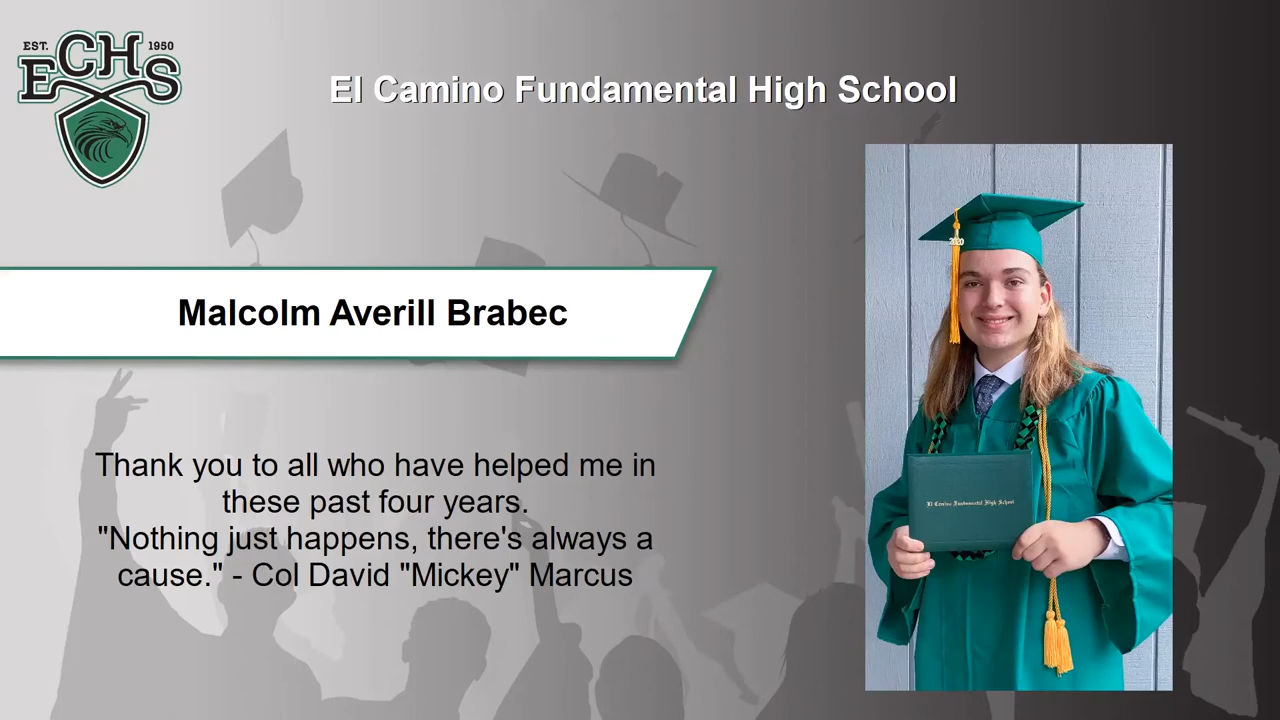 EST. 1950
ECHS
El Camino Fundamental High School
2020
Malcolm Averill Brabec
El Camino Fundamental High School
Thank you to all who have helped me in
these past four years.
"Nothing just happens, there's always a
cause." - Col David "Mickey" Marcus